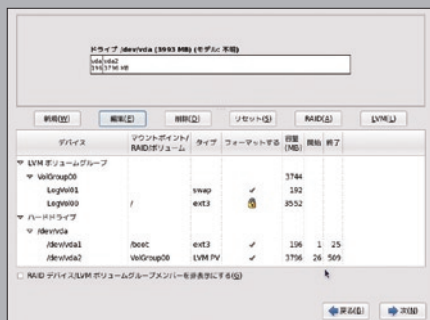 ドライブ /dev/vda (3993 MB) (モデル: 不明)
vda vda2
195 3796 MB
新規(W) 編集(E) 削除(D) リセット(S) RAID(A) LVM(L)
デバイス マウントポイント/RAID/ボリューム タイプ フォーマットする 容量(MB) 開始 終了
LVM ボリュームグループ
VolGroup00 3744
LogVol01 swap ✓ 192
LogVol00 / ext3 3552
ハードドライブ
/dev/vda
/dev/vda1 /boot ext3 ✓ 196 1 25
/dev/vda2 VolGroup00 LVM PV ✓ 3796 26 509
RAID デバイス/LVM ボリュームグループメンバーを非表示にする(G)
戻る(B) 次(N)